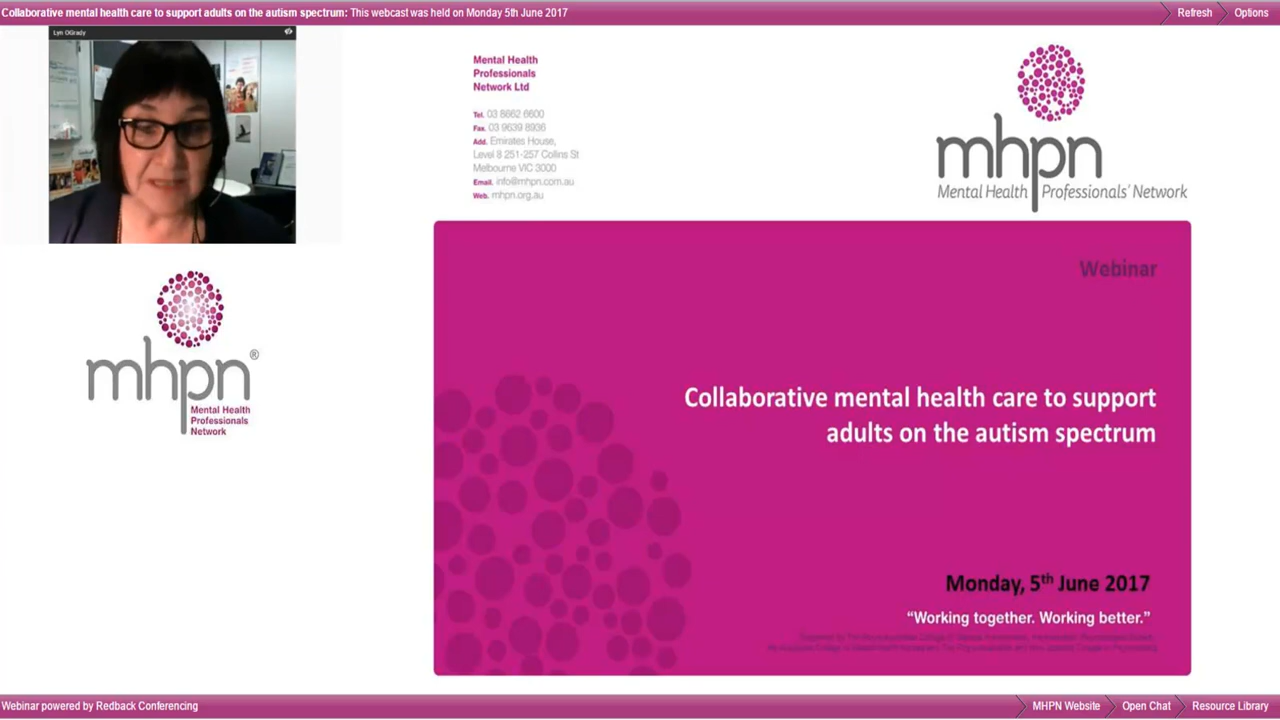 Collaborative mental health care to support adults on the autism spectrum: This webcast was held on Monday 5th June 2017
Refresh
Options
Lyn OGrady
Mental Health
Professionals
Network Ltd
Tel. 03 8662 6600
Fax. 03 9639 8936
Add. Emirates House,
Level 8 251-257 Collins St
Melbourne VIC 3000
Email. info@mhpn.com.au
Web. mhpn.org.au
mhpn
Mental Health Professionals' Network
mhpn®
Mental Health
Professionals
Network
Webinar
Collaborative mental health care to support
adults on the autism spectrum
Monday, 5th June 2017
“Working together. Working better.”
Webinar powered by Redback Conferencing
MHPN Website
Open Chat
Resource Library